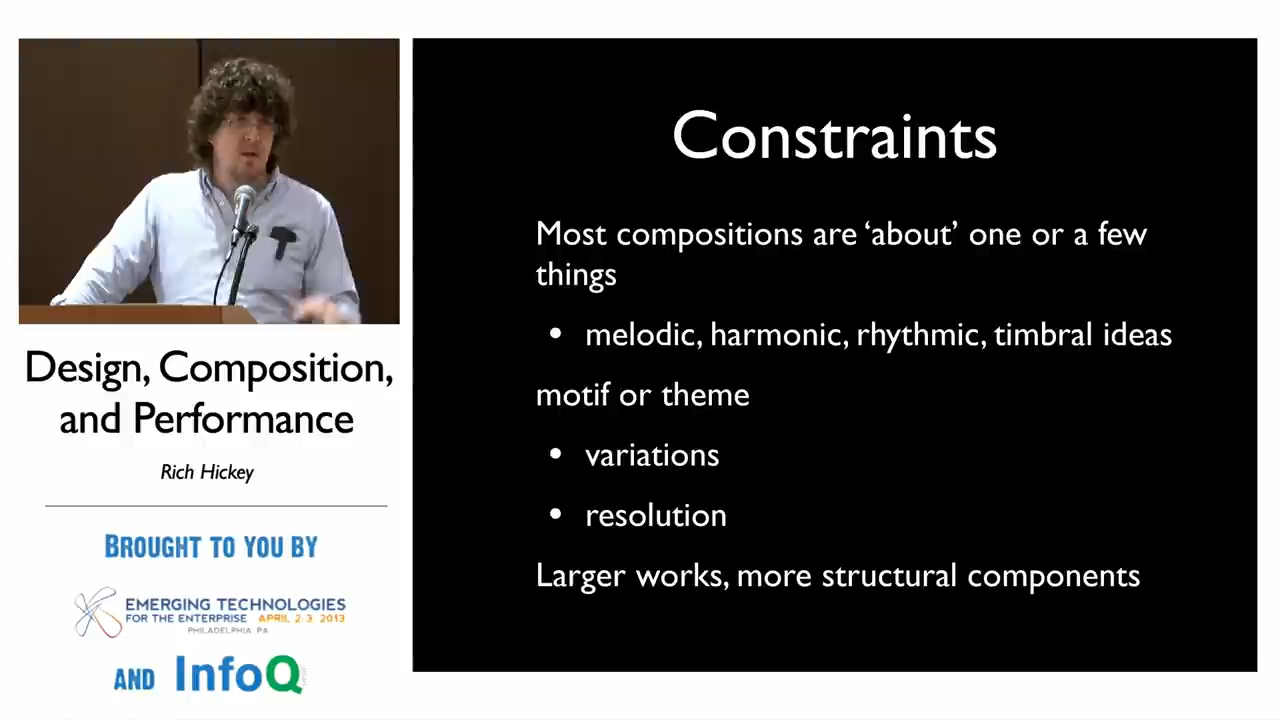 Design, Composition,
and Performance
Rich Hickey
BROUGHT TO YOU BY
EMERGING TECHNOLOGIES
FOR THE ENTERPRISE APRIL 2-3, 2013
PHILADELPHIA, PA
AND InfoQ
Constraints
Most compositions are ‘about’ one or a few
things
• melodic, harmonic, rhythmic, timbral ideas
motif or theme
• variations
• resolution
Larger works, more structural components